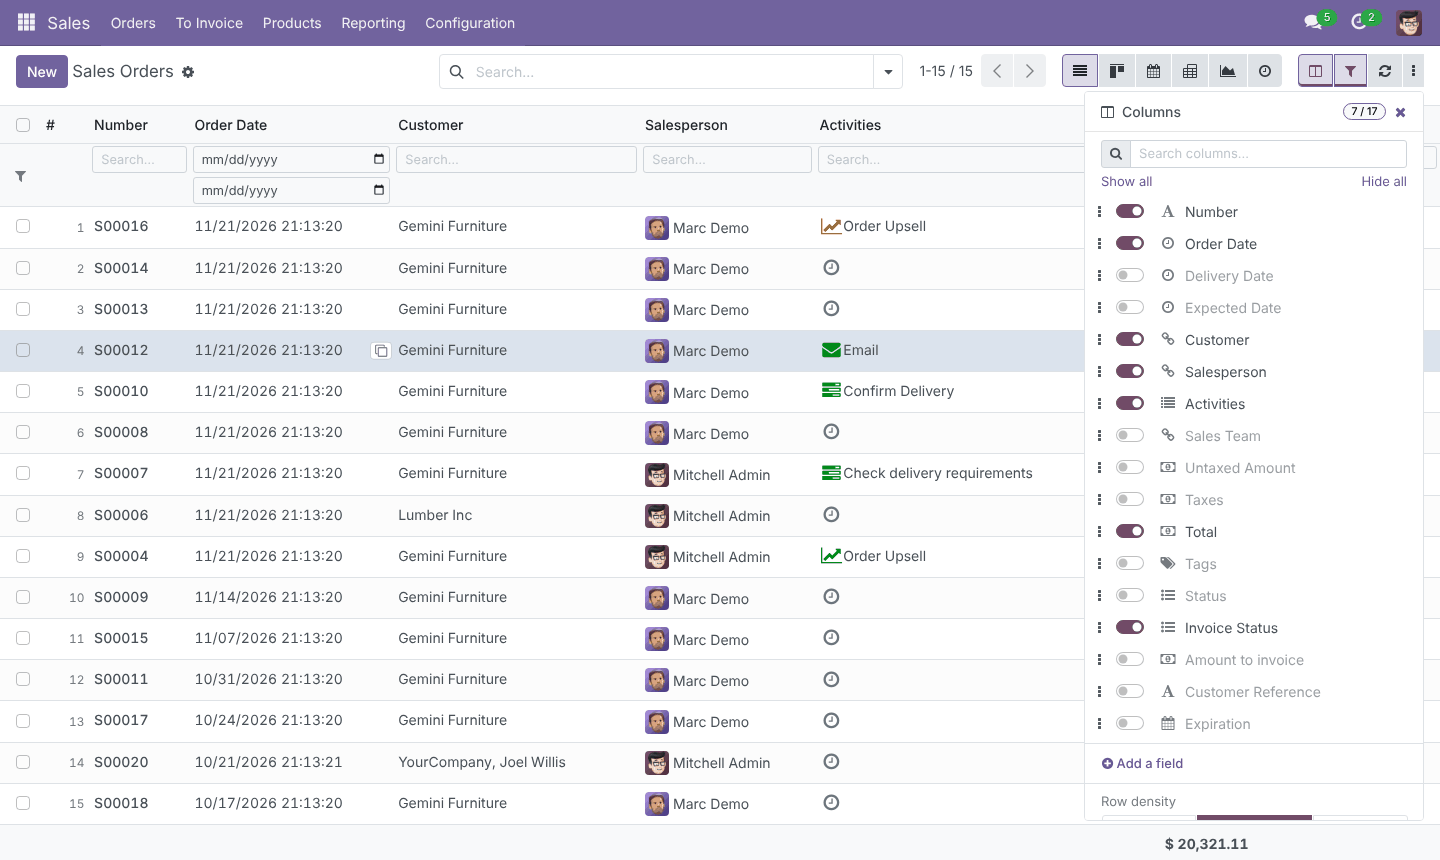 Sales Orders To Invoice Products Reporting Configuration 5 2
New Sales Orders Search... 1-15 / 15
Columns 7 / 17
# Number Order Date Customer Salesperson Activities
Search... mm/dd/yyyy Search... Search... Search...
mm/dd/yyyy
1 S00016 11/21/2026 21:13:20 Gemini Furniture Marc Demo Order Upsell
2 S00014 11/21/2026 21:13:20 Gemini Furniture Marc Demo
3 S00013 11/21/2026 21:13:20 Gemini Furniture Marc Demo
4 S00012 11/21/2026 21:13:20 Gemini Furniture Marc Demo Email
5 S00010 11/21/2026 21:13:20 Gemini Furniture Marc Demo Confirm Delivery
6 S00008 11/21/2026 21:13:20 Gemini Furniture Marc Demo
7 S00007 11/21/2026 21:13:20 Gemini Furniture Mitchell Admin Check delivery requirements
8 S00006 11/21/2026 21:13:20 Lumber Inc Mitchell Admin
9 S00004 11/21/2026 21:13:20 Gemini Furniture Mitchell Admin Order Upsell
10 S00009 11/14/2026 21:13:20 Gemini Furniture Marc Demo
11 S00015 11/07/2026 21:13:20 Gemini Furniture Marc Demo
12 S00011 10/31/2026 21:13:20 Gemini Furniture Marc Demo
13 S00017 10/24/2026 21:13:20 Gemini Furniture Marc Demo
14 S00020 10/21/2026 21:13:21 YourCompany, Joel Willis Mitchell Admin
15 S00018 10/17/2026 21:13:20 Gemini Furniture Marc Demo
Search columns...
Show all Hide all
Number
Order Date
Delivery Date
Expected Date
Customer
Salesperson
Activities
Sales Team
Untaxed Amount
Taxes
Total
Tags
Status
Invoice Status
Amount to invoice
Customer Reference
Expiration
Add a field
Row density
$ 20,321.11